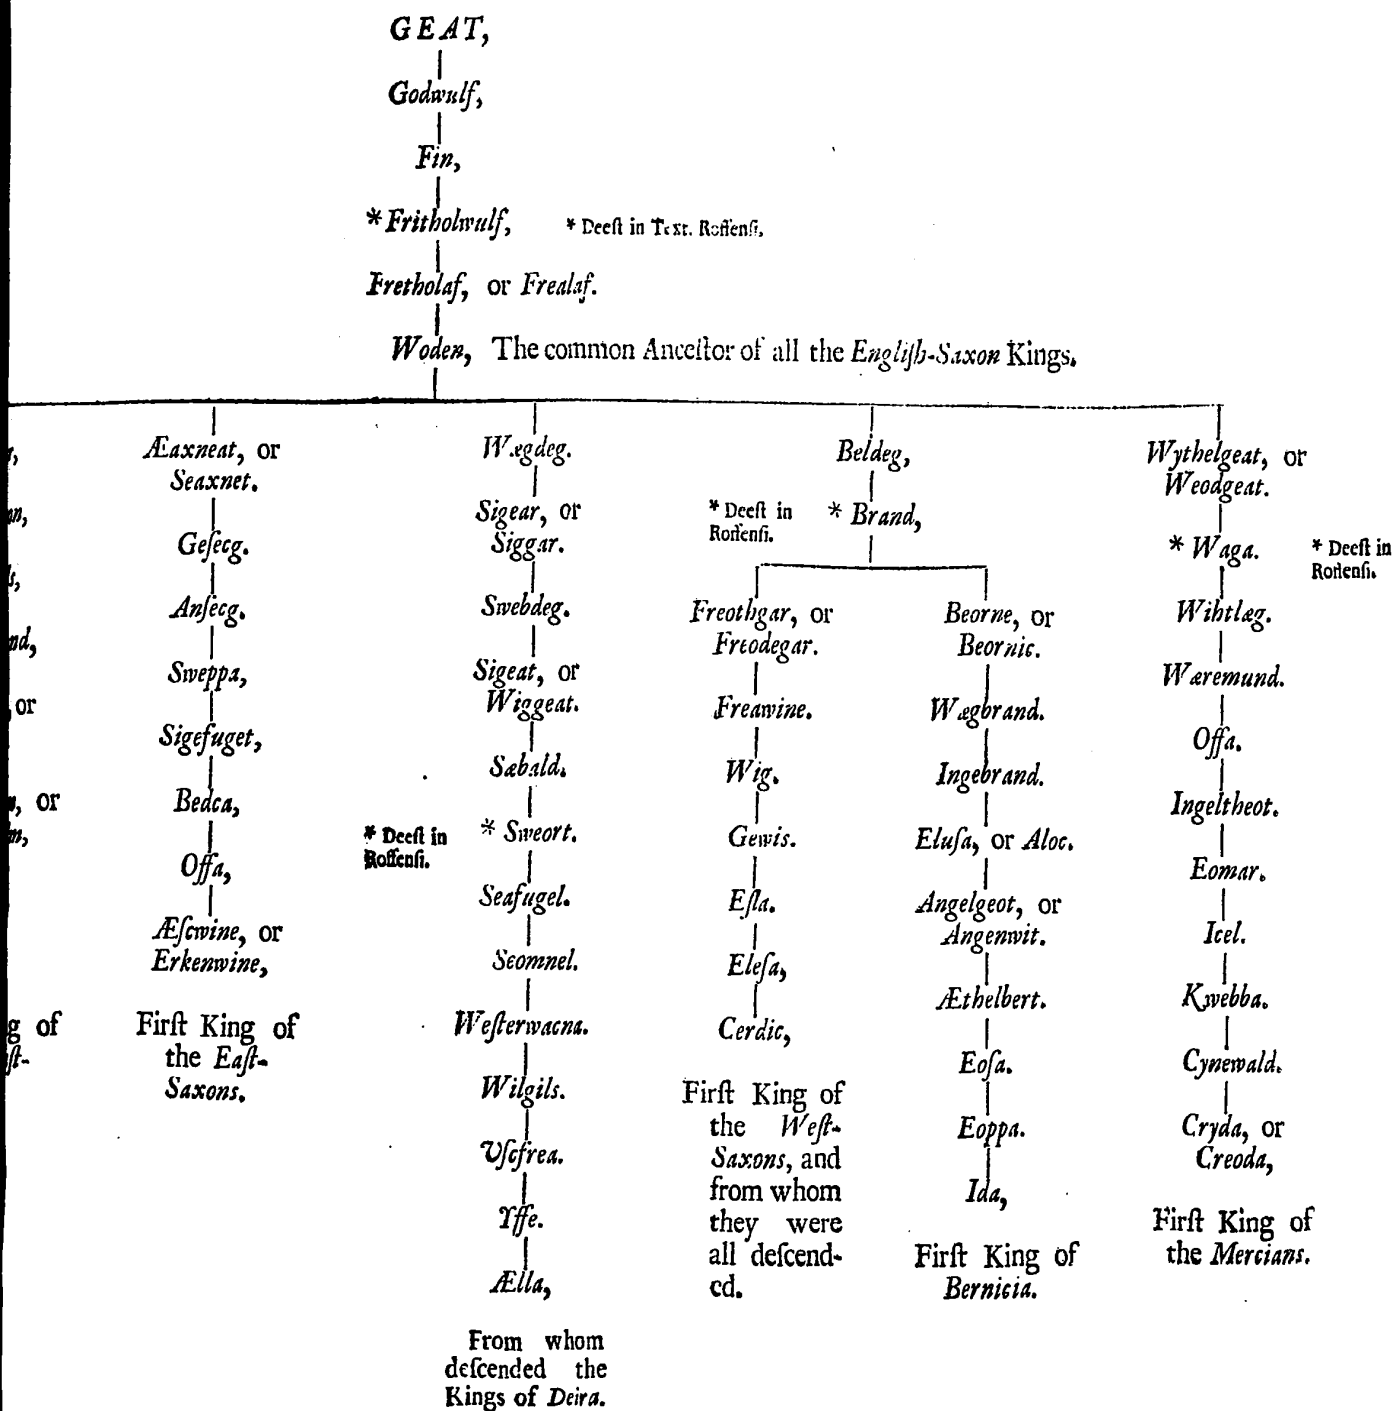 GEAT,
Godwulf,
Fin,
*Fritholwulf, * Deeſt in Text. Roffenſi,
Fretholaf, or Frealaf.
Woden, The common Anceſtor of all the Engliſh-Saxon Kings.
Æaxneat, or
Seaxnet.
Geſecg.
Anſecg.
Sweppa,
Sigefuget,
Bedca,
Offa,
Æſcwine, or
Erkenwine,
Firſt King of
the Eaſt-
Saxons.
Wægdeg.
Sigear, or
Siggar.
Swebdeg.
Sigeat, or
Wiggeat.
Sæbald.
* Deeſt in
Roffenſi.
* Sweort.
Seafugel.
Seomnel.
Weſterwacna.
Wilgils.
Uſcfrea.
Yffe.
Ælla,
From whom
deſcended the
Kings of Deira.
Beldeg,
* Deeſt in
Roffenſi.
* Brand,
Freothgar, or
Freodegar.
Freawine.
Wig.
Gewis.
Eſla.
Eleſa,
Cerdic,
Firſt King of
the Weſt-
Saxons, and
from whom
they were
all deſcend-
ed.
Beorne, or
Beornic.
Wægbrand.
Ingebrand.
Eluſa, or Aloc.
Angelgeot, or
Angenwit.
Æthelbert.
Eoſa.
Eoppa.
Ida,
Firſt King of
Bernicia.
Wythelgeat, or
Weodgeat.
* Waga.
* Deeſt in
Roffenſi.
Wihtlæg.
Wæremund.
Offa.
Ingeltheot.
Eomar.
Icel.
Kwebba.
Cynewald.
Cryda, or
Creoda,
Firſt King of
the Mercians.
or
or
g of
ſt-